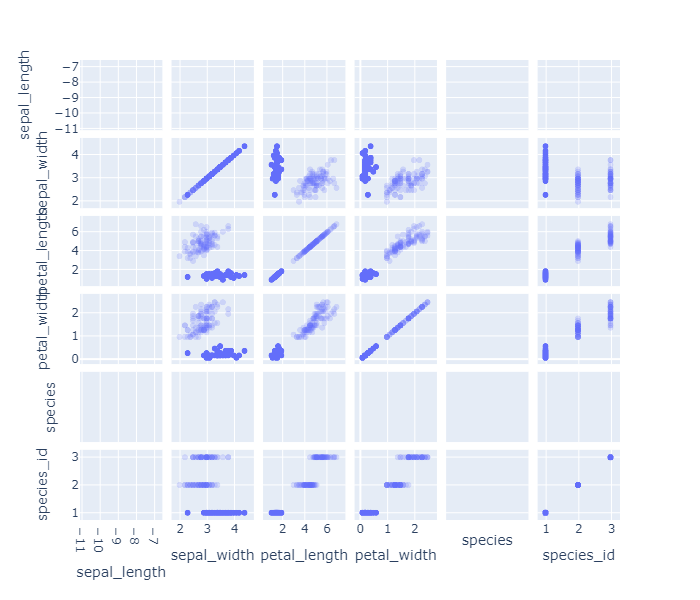 sepal_length
−7
−8
−9
−10
−11
sepal_width
4
3
2
petal_length
6
4
2
petal_width
2
1
0
species
species_id
3
2
1
−11
−10
−9
−8
−7
sepal_length
2
3
4
sepal_width
2
4
6
petal_length
0
1
2
petal_width
species
1
2
3
species_id